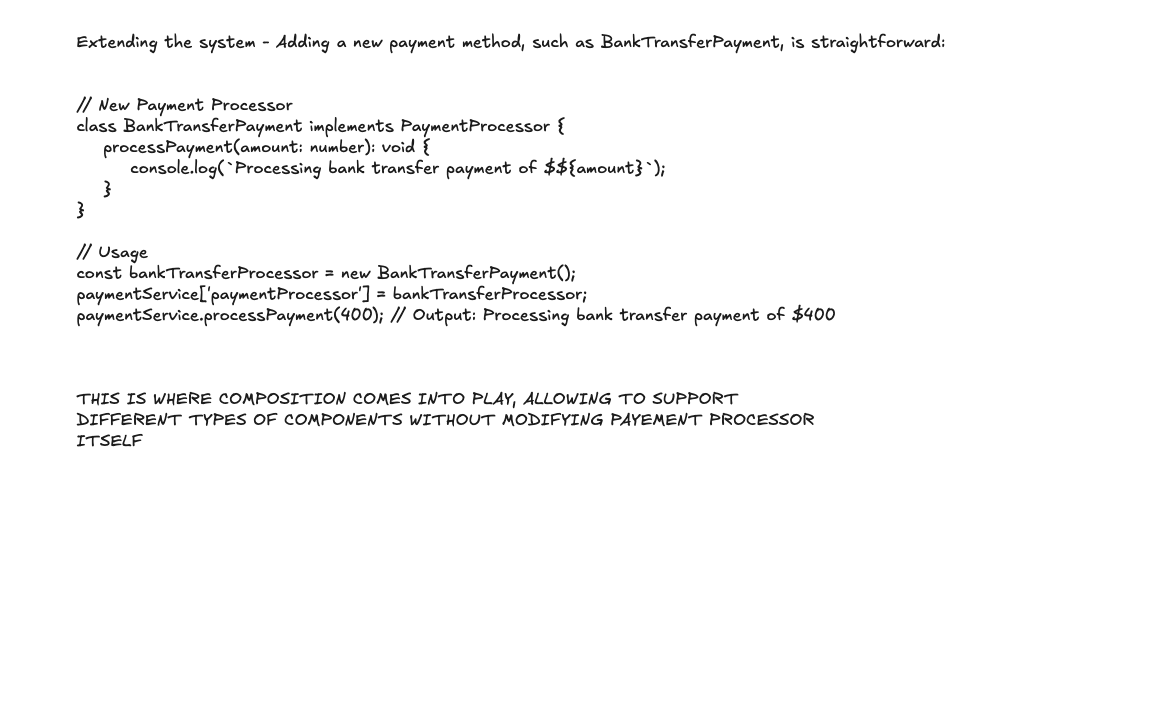 Extending the system - Adding a new payment method, such as BankTransferPayment, is straightforward:
// New Payment Processor
class BankTransferPayment implements PaymentProcessor {
processPayment(amount: number): void {
console.log(`Processing bank transfer payment of $${amount}`);
}
}
// Usage
const bankTransferProcessor = new BankTransferPayment();
paymentService['paymentProcessor'] = bankTransferProcessor;
paymentService.processPayment(400); // Output: Processing bank transfer payment of $400
THIS IS WHERE COMPOSITION COMES INTO PLAY, ALLOWING TO SUPPORT
DIFFERENT TYPES OF COMPONENTS WITHOUT MODIFYING PAYEMENT PROCESSOR
ITSELF